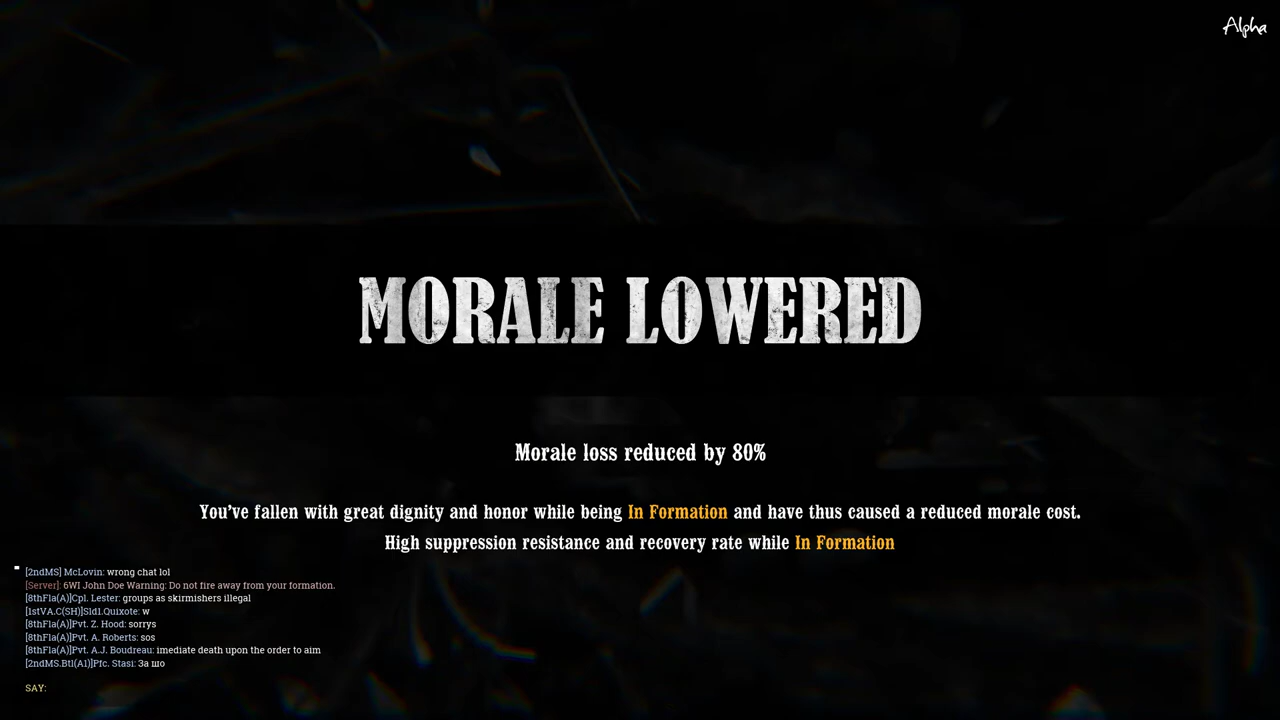 Alpha
MORALE LOWERED
Morale loss reduced by 80%
You've fallen with great dignity and honor while being In Formation and have thus caused a reduced morale cost.
High suppression resistance and recovery rate while In Formation
[2ndMS] McLovin: wrong chat lol
[Server]: 6WI John Doe Warning: Do not fire away from your formation.
[8thFla(A)]Cpl. Lester: groups as skirmishers illegal
[1stVA.C(SH)]Sld1.Quixote: w
[8thFla(A)]Pvt. Z. Hood: sorrys
[8thFla(A)]Pvt. A. Roberts: sos
[8thFla(A)]Pvt. A.J. Boudreau: imediate death upon the order to aim
[2ndMS.Btl(A1)]Pfc. Stasi: За шо
SAY: